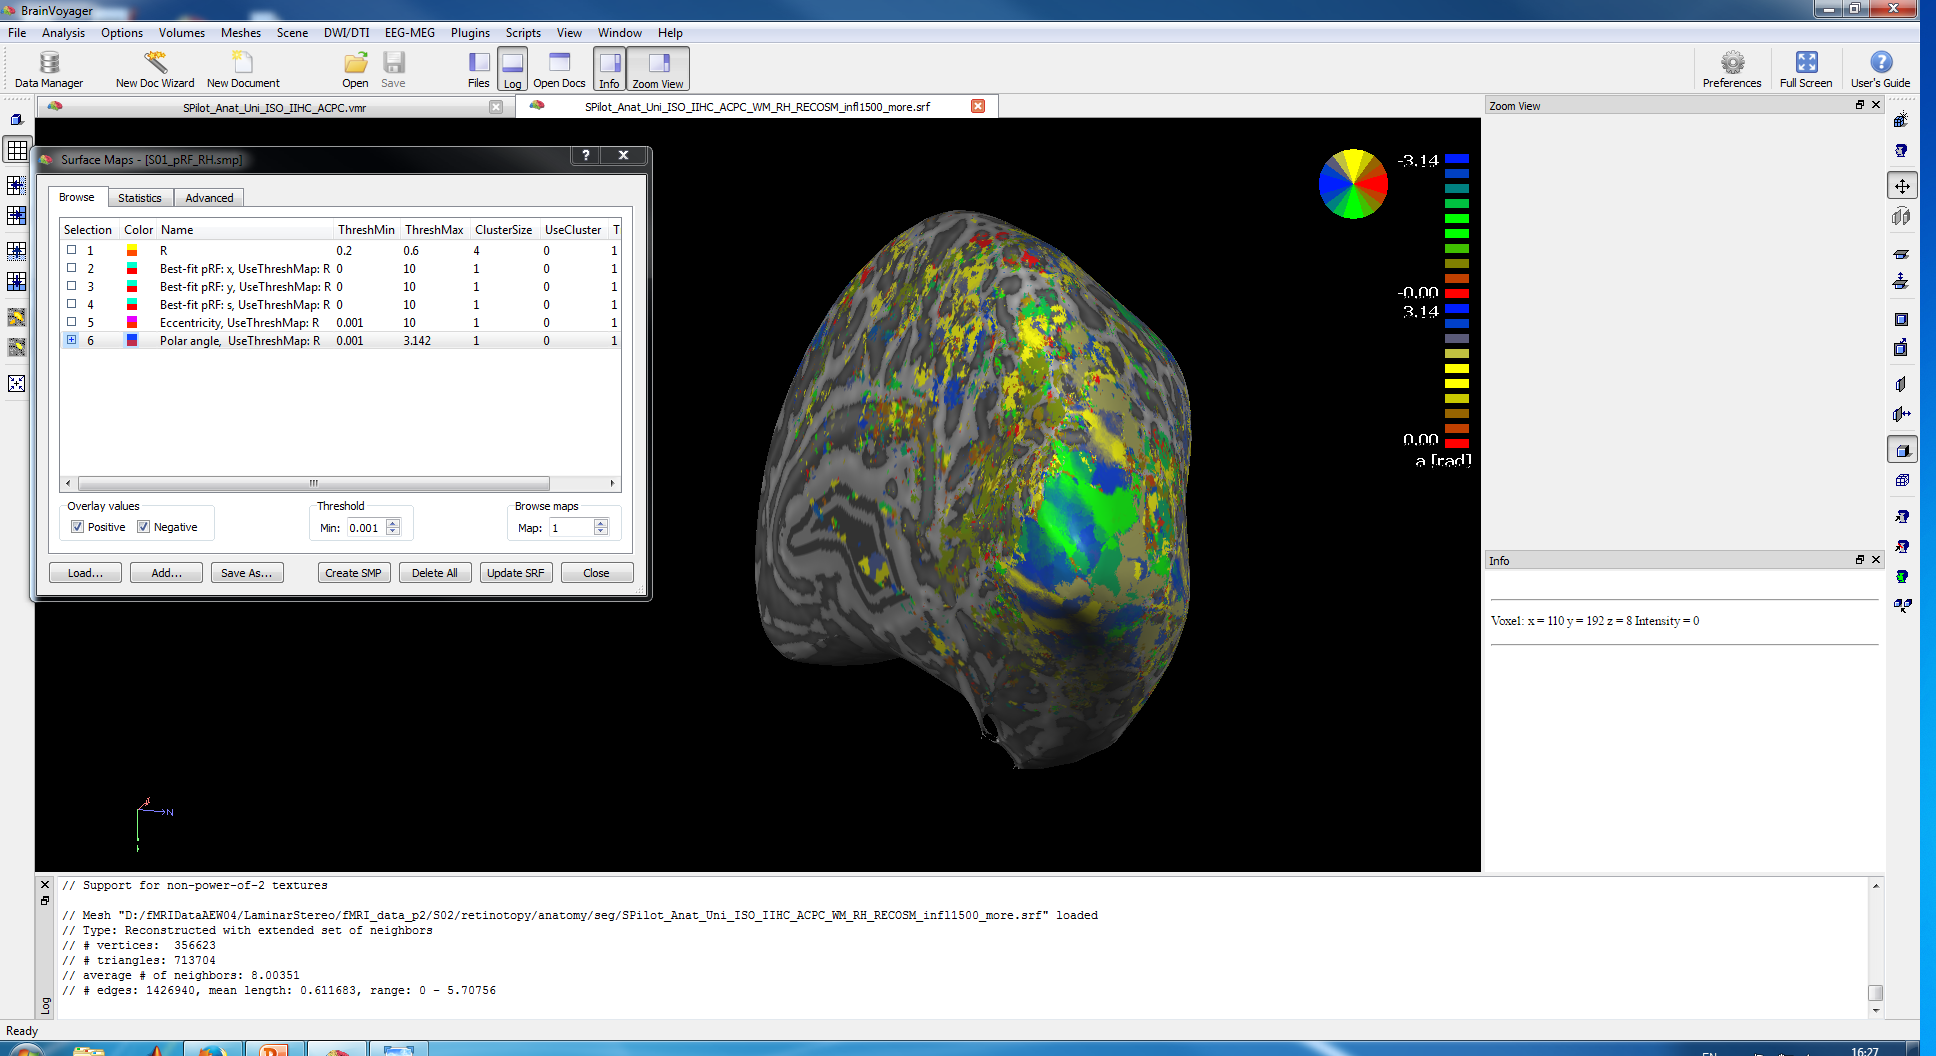 BrainVoyager
File Analysis Options Volumes Meshes Scene DWI/DTI EEG-MEG Plugins Scripts View Window Help
Data Manager New Doc Wizard New Document Open Save Files Log Open Docs Info Zoom View Preferences Full Screen User's Guide
SPilot_Anat_Uni_ISO_IIHC_ACPC.vmr
SPilot_Anat_Uni_ISO_IIHC_ACPC_WM_RH_RECOSM_infl1500_more.srf
Zoom View
Surface Maps - [S01_pRF_RH.smp]
?
Browse Statistics Advanced
Selection Color Name ThreshMin ThreshMax ClusterSize UseCluster T
1 R 0.2 0.6 4 0 1
2 Best-fit pRF: x, UseThreshMap: R 0 10 1 0 1
3 Best-fit pRF: y, UseThreshMap: R 0 10 1 0 1
4 Best-fit pRF: s, UseThreshMap: R 0 10 1 0 1
5 Eccentricity, UseThreshMap: R 0.001 10 1 0 1
6 Polar angle, UseThreshMap: R 0.001 3.142 1 0 1
Overlay values
Positive Negative
Threshold
Min: 0.001
Browse maps
Map: 1
Load... Add... Save As... Create SMP Delete All Update SRF Close
-3.14
-0.00
3.14
0.00
a [rad]
Info
Voxel: x = 110 y = 192 z = 8 Intensity = 0
N
// Support for non-power-of-2 textures
// Mesh "D:/fMRIDataAEW04/LaminarStereo/fMRI_data_p2/S02/retinotopy/anatomy/seg/SPilot_Anat_Uni_ISO_IIHC_ACPC_WM_RH_RECOSM_infl1500_more.srf" loaded
// Type: Reconstructed with extended set of neighbors
// # vertices: 356623
// # triangles: 713704
// average # of neighbors: 8.00351
// # edges: 1426940, mean length: 0.611683, range: 0 - 5.70756
Log
Ready
16:27